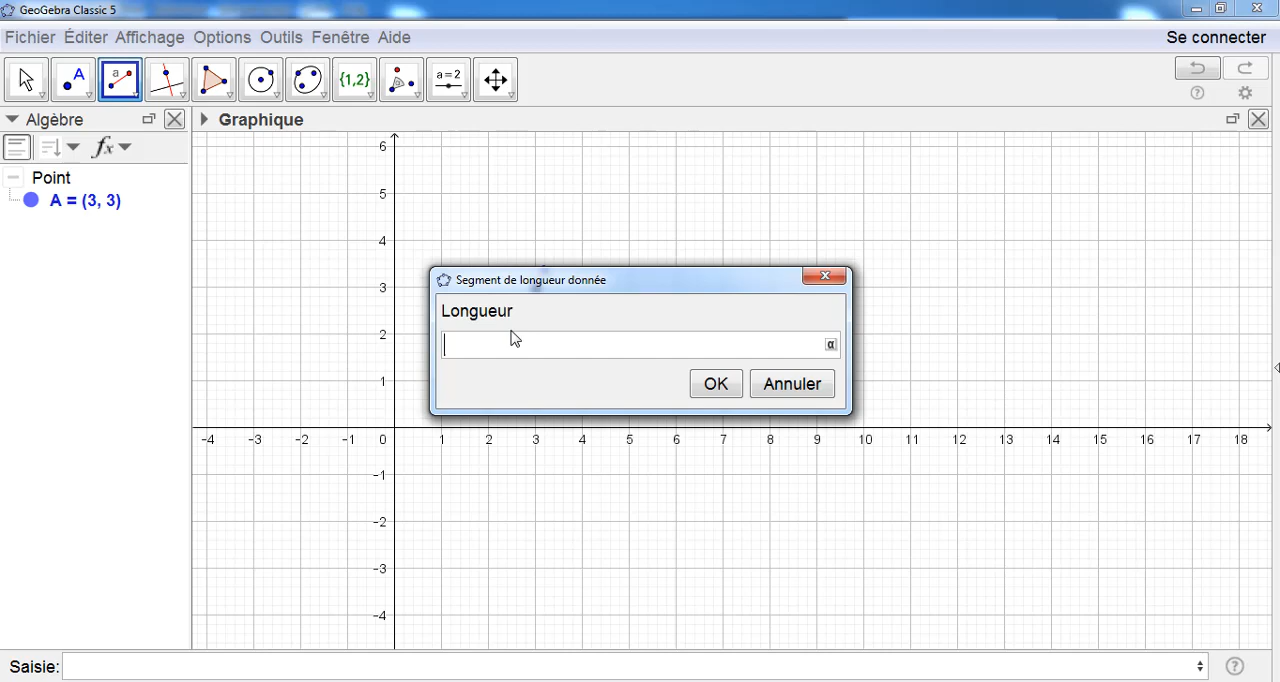 GeoGebra Classic 5
Fichier Éditer Affichage Options Outils Fenêtre Aide
Se connecter
A a a=2 {1,2}
Algèbre
Graphique
fx
Point
A = (3, 3)
6
5
4
3
2
1
-4 -3 -2 -1 0 1 2 3 4 5 6 7 8 9 10 11 12 13 14 15 16 17 18
-1
-2
-3
-4
Segment de longueur donnée
Longueur
α
OK Annuler
Saisie: